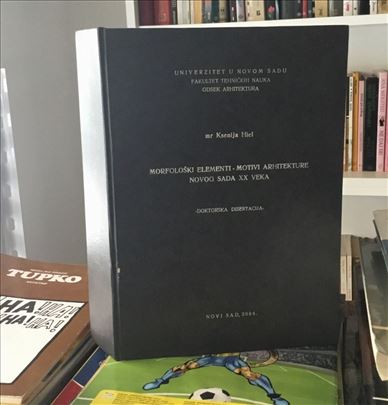 UNIVERZITET U NOVOM SADU
FAKULTET TEHNIČKIH NAUKA
ODSEK ARHITEKTURA
mr Ksenija Hiel
MORFOLOŠKI ELEMENTI - MOTIVI ARHITEKTURE
NOVOG SADA XX VEKA
-DOKTORSKA DISERTACIJA-
NOVI SAD, 2004.
TUPKO